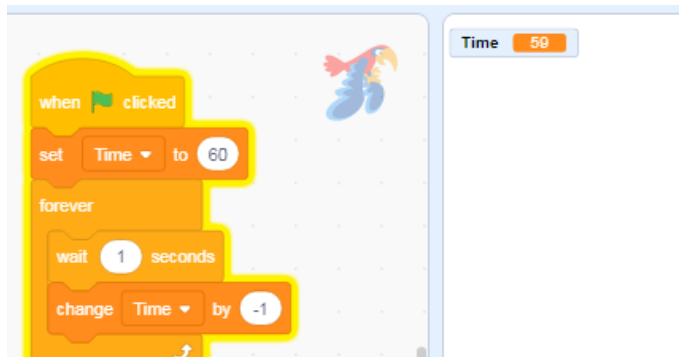 when clicked
set Time to 60
forever
wait 1 seconds
change Time by -1
Time 59